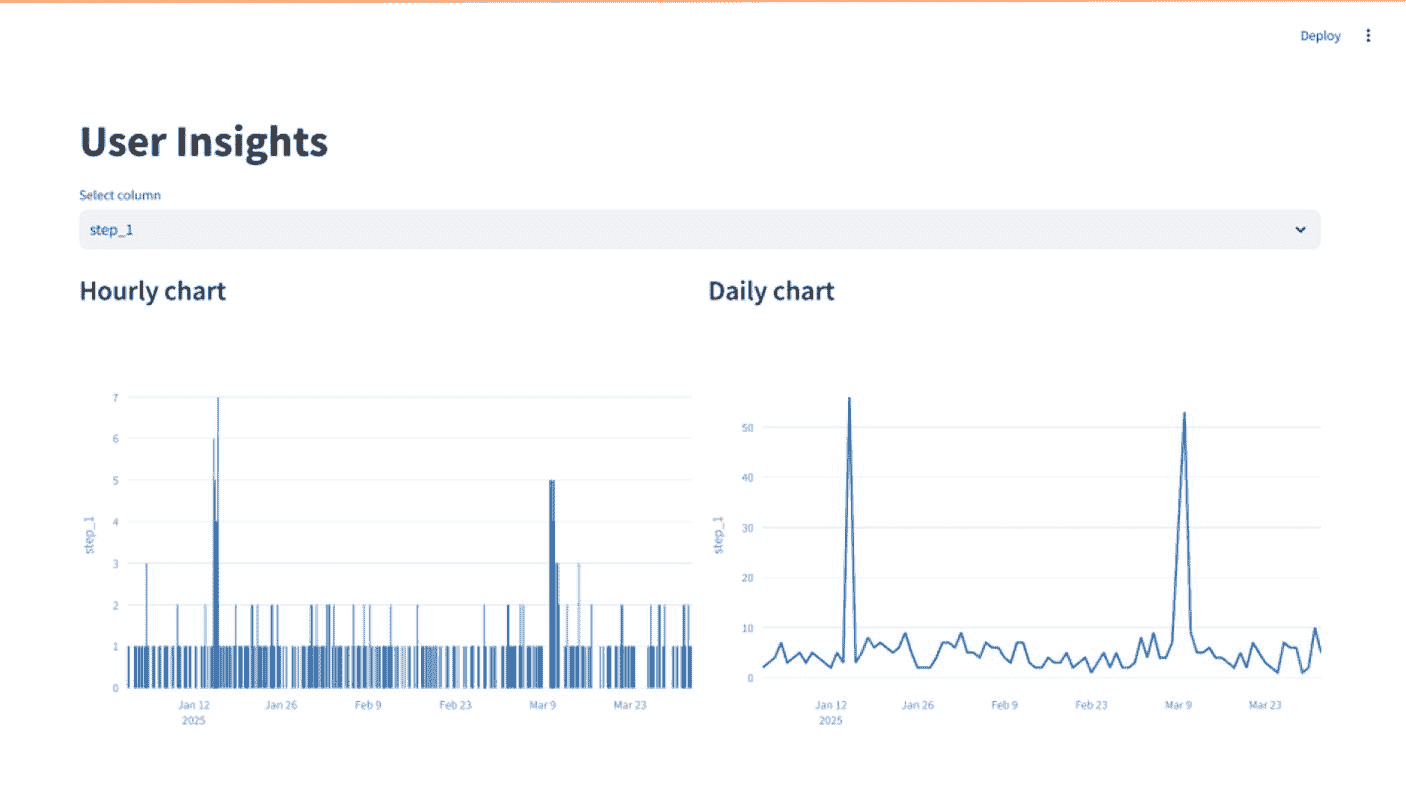 Deploy
User Insights
Select column
step_1
Hourly chart
Daily chart
7
6
5
4
3
2
1
0
step_1
Jan 12
2025
Jan 26
Feb 9
Feb 23
Mar 9
Mar 23
50
40
30
20
10
0
step_1
Jan 12
2025
Jan 26
Feb 9
Feb 23
Mar 9
Mar 23